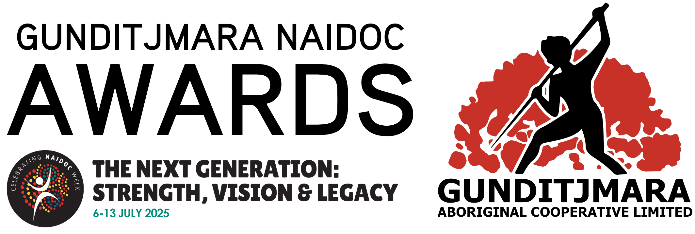 GUNDITJMARA NAIDOC
AWARDS
CELEBRATING NAIDOC WEEK
THE NEXT GENERATION:
STRENGTH, VISION & LEGACY
6-13 JULY 2025
GUNDITJMARA
ABORIGINAL COOPERATIVE LIMITED